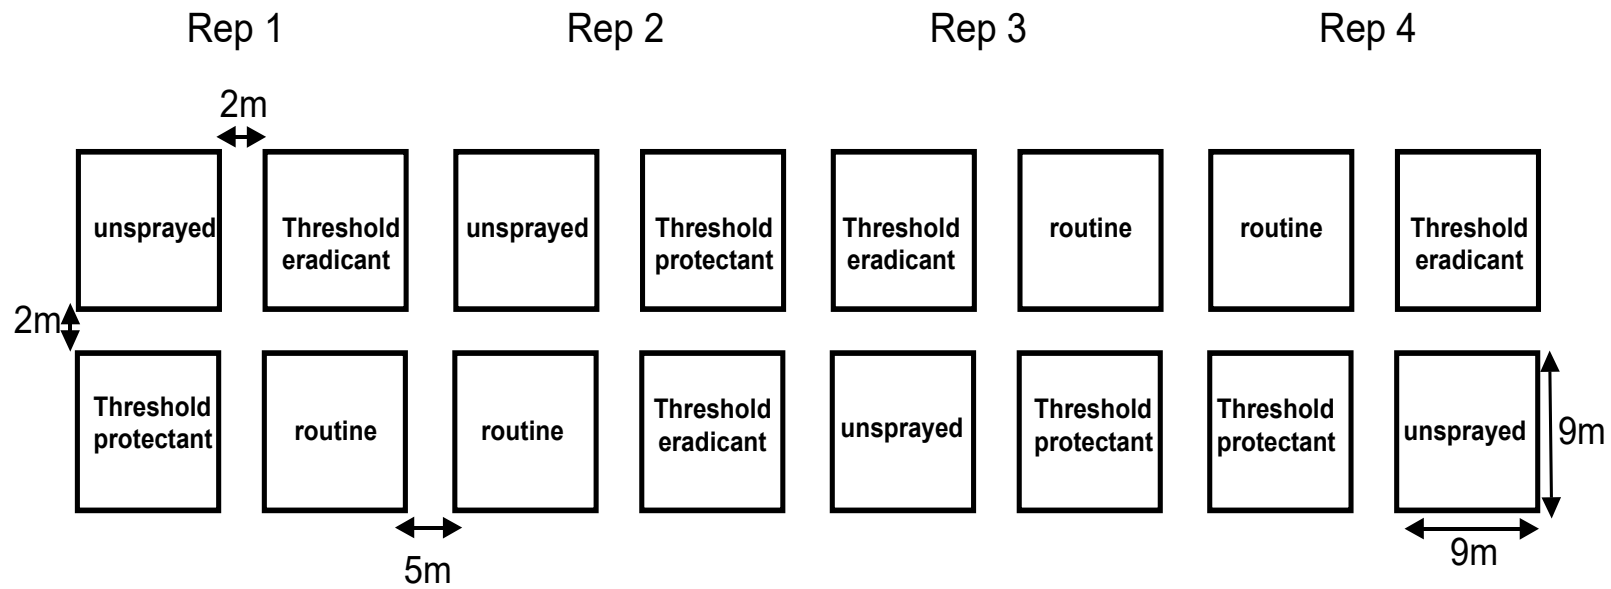 Rep 1
Rep 2
Rep 3
Rep 4
2m
unsprayed
Threshold
eradicant
unsprayed
Threshold
protectant
Threshold
eradicant
routine
routine
Threshold
eradicant
2m
Threshold
protectant
routine
routine
Threshold
eradicant
unsprayed
Threshold
protectant
Threshold
protectant
unsprayed
9m
5m
9m